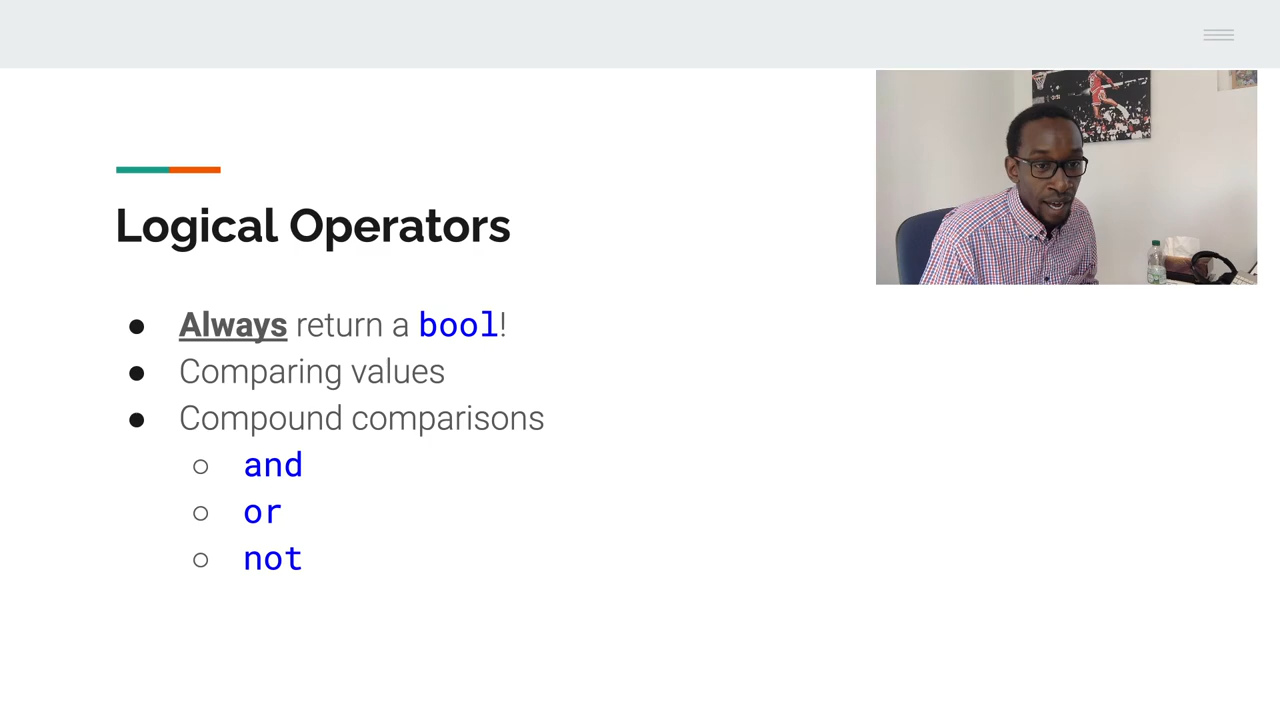 Logical Operators
● Always return a bool!
● Comparing values
● Compound comparisons
○ and
○ or
○ not